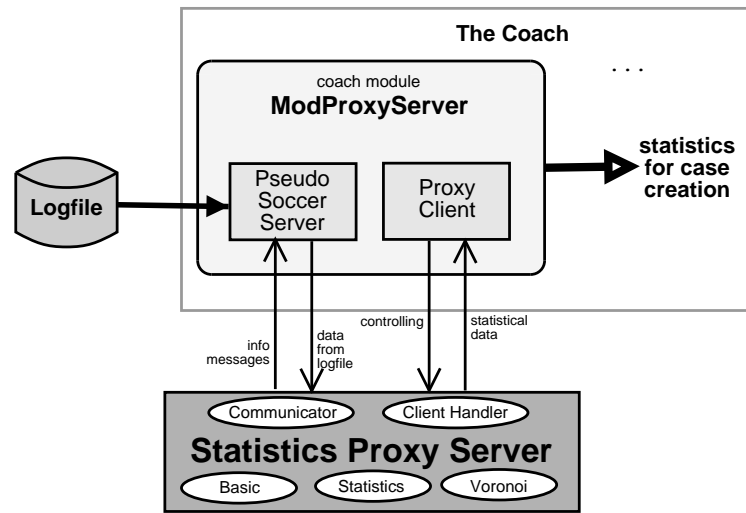 The Coach
. . .
coach module
ModProxyServer
statistics
for case
creation
Logfile
Pseudo
Soccer
Server
Proxy
Client
info
messages
data
from
logfile
controlling
statistical
data
Communicator
Client Handler
Statistics Proxy Server
Basic
Statistics
Voronoi